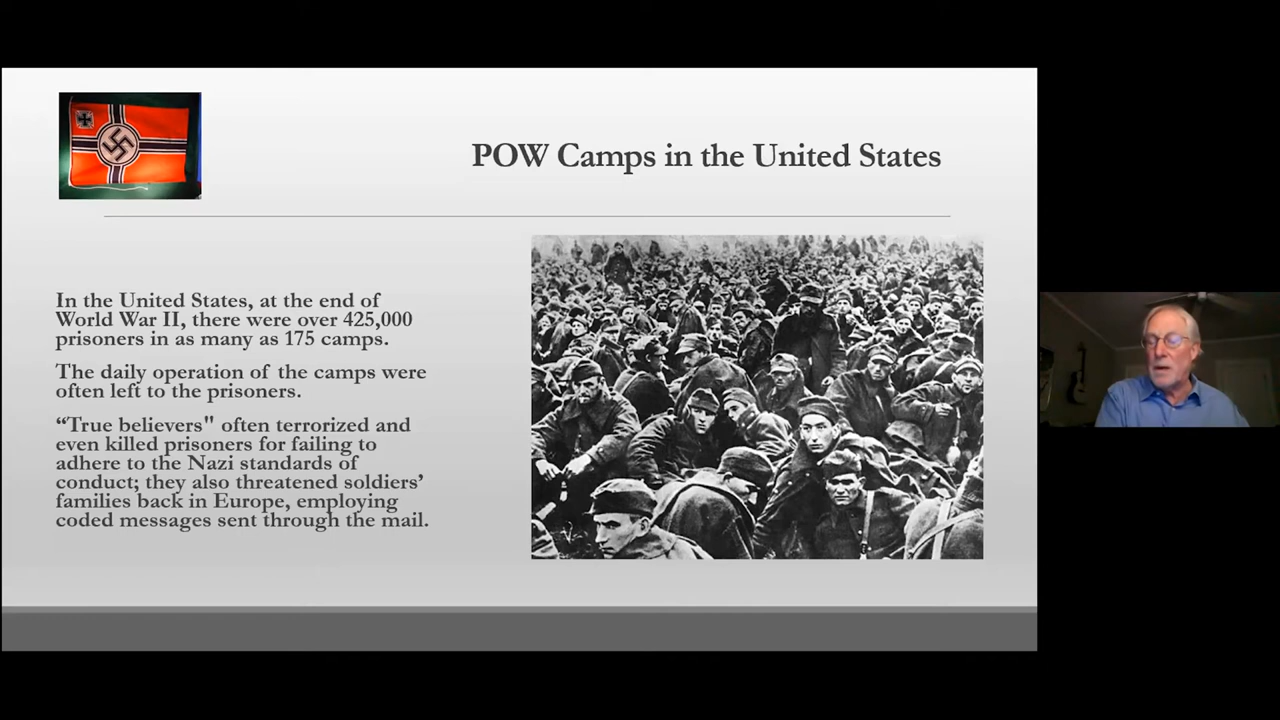 POW Camps in the United States
In the United States, at the end of
World War II, there were over 425,000
prisoners in as many as 175 camps.
The daily operation of the camps were
often left to the prisoners.
“True believers" often terrorized and
even killed prisoners for failing to
adhere to the Nazi standards of
conduct; they also threatened soldiers’
families back in Europe, employing
coded messages sent through the mail.